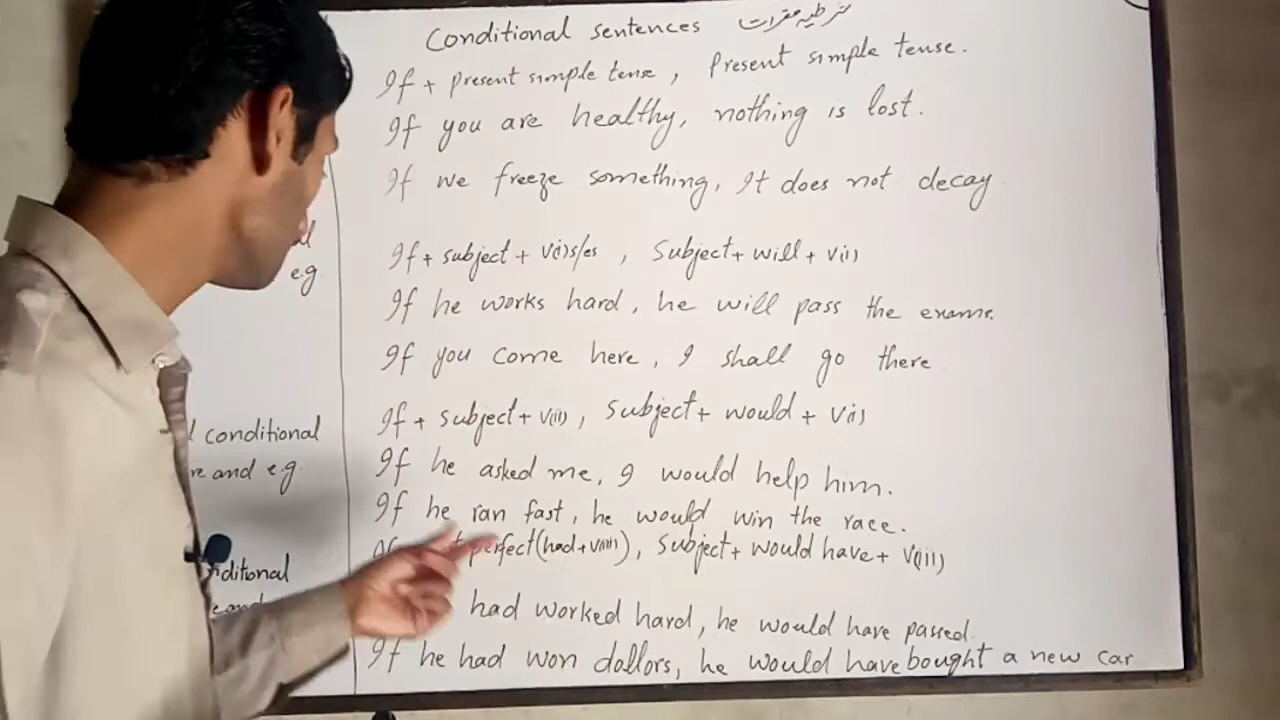 Conditional sentences شرطیہ فقرات
If + present simple tense, Present simple tense.
If you are healthy, nothing is lost.
If we freeze something, It does not decay
If + subject + V(i)s/es, Subject + will + V(i)
If he works hard, he will pass the exams.
If you come here, I shall go there
If + subject + V(ii), Subject + would + V(i)
If he asked me, I would help him.
If he ran fast, he would win the race.
If perfect (had + V(iii)), Subject + would have + V(iii)
had worked hard, he would have passed.
If he had won dallors, he would have bought a new car
e.g
conditional
and e.g.